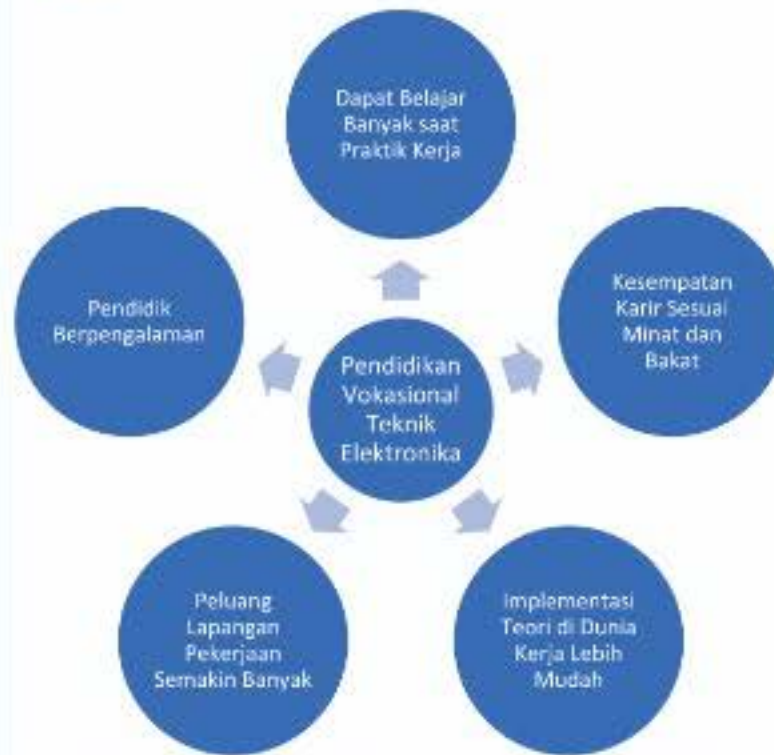 Dapat Belajar
Banyak saat
Praktik Kerja
Kesempatan
Karir Sesuai
Minat dan
Bakat
Implementasi
Teori di Dunia
Kerja Lebih
Mudah
Peluang
Lapangan
Pekerjaan
Semakin Banyak
Pendidik
Berpengalaman
Pendidikan
Vokasional
Teknik
Elektronika